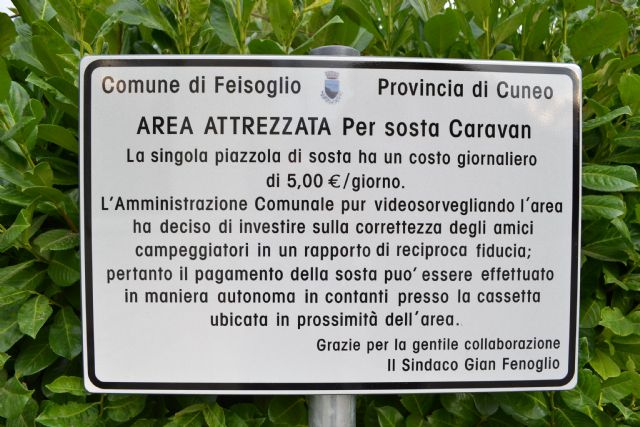 Comune di Feisoglio Provincia di Cuneo
AREA ATTREZZATA Per sosta Caravan
La singola piazzola di sosta ha un costo giornaliero
di 5,00 €/giorno.
L'Amministrazione Comunale pur videosorvegliando l'area
ha deciso di investire sulla correttezza degli amici
campeggiatori in un rapporto di reciproca fiducia;
pertanto il pagamento della sosta puo' essere effettuato
in maniera autonoma in contanti presso la cassetta
ubicata in prossimità dell'area.
Grazie per la gentile collaborazione
Il Sindaco Gian Fenoglio